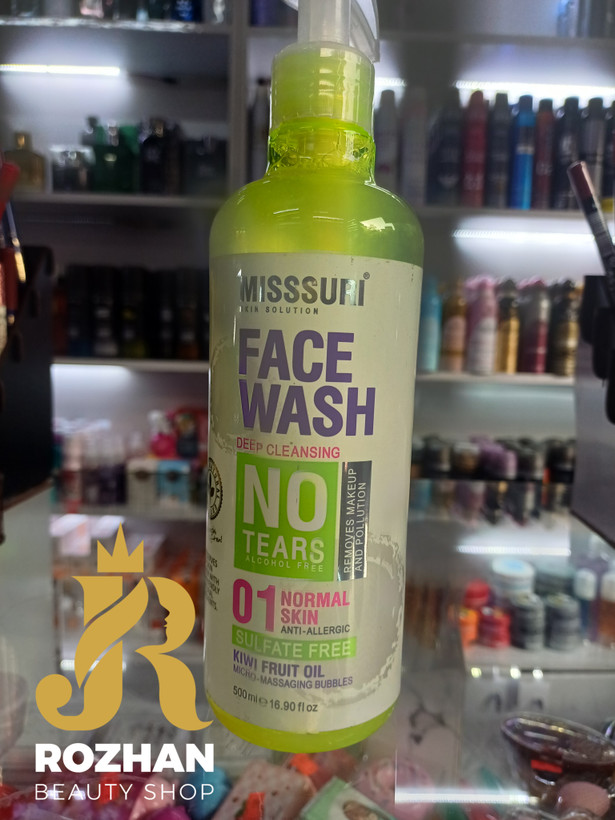 MISSSURI®
SKIN SOLUTION
FACE
WASH
DEEP CLEANSING
NO
TEARS
ALCOHOL FREE
REMOVES MAKEUP
AND POLLUTION
01 NORMAL
SKIN
ANTI-ALLERGIC
SULFATE FREE
KIWI FRUIT OIL
MICRO-MASSAGING BUBBLES
500ml e 16.90 fl oz
ROZHAN
BEAUTY SHOP